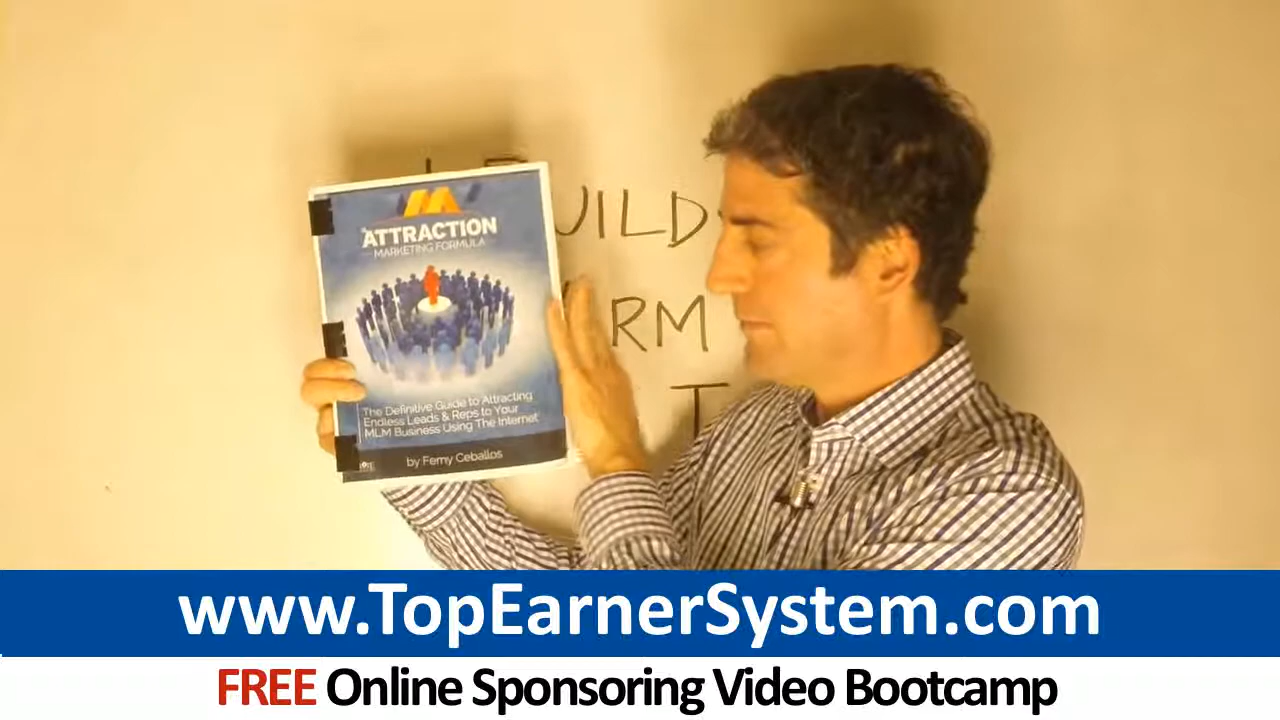 ATTRACTION
MARKETING FORMULA
The Definitive Guide to Attracting
Endless Leads & Reps to Your
MLM Business Using The Internet
by Ferny Ceballos
UILD
RM
T
www.TopEarnerSystem.com
FREE Online Sponsoring Video Bootcamp